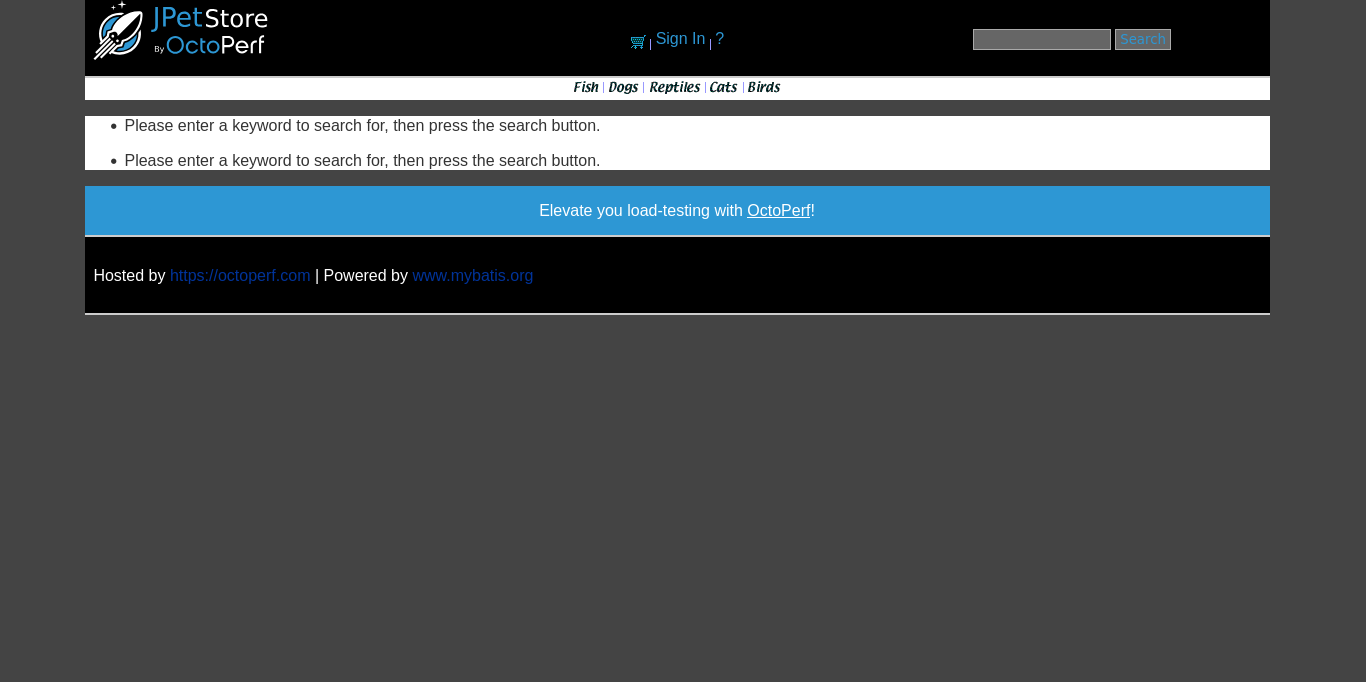 JPetStore
By OctoPerf
Sign In | ?
Search
Fish | Dogs | Reptiles | Cats | Birds
• Please enter a keyword to search for, then press the search button.
• Please enter a keyword to search for, then press the search button.
Elevate you load-testing with OctoPerf!
Hosted by https://octoperf.com | Powered by www.mybatis.org